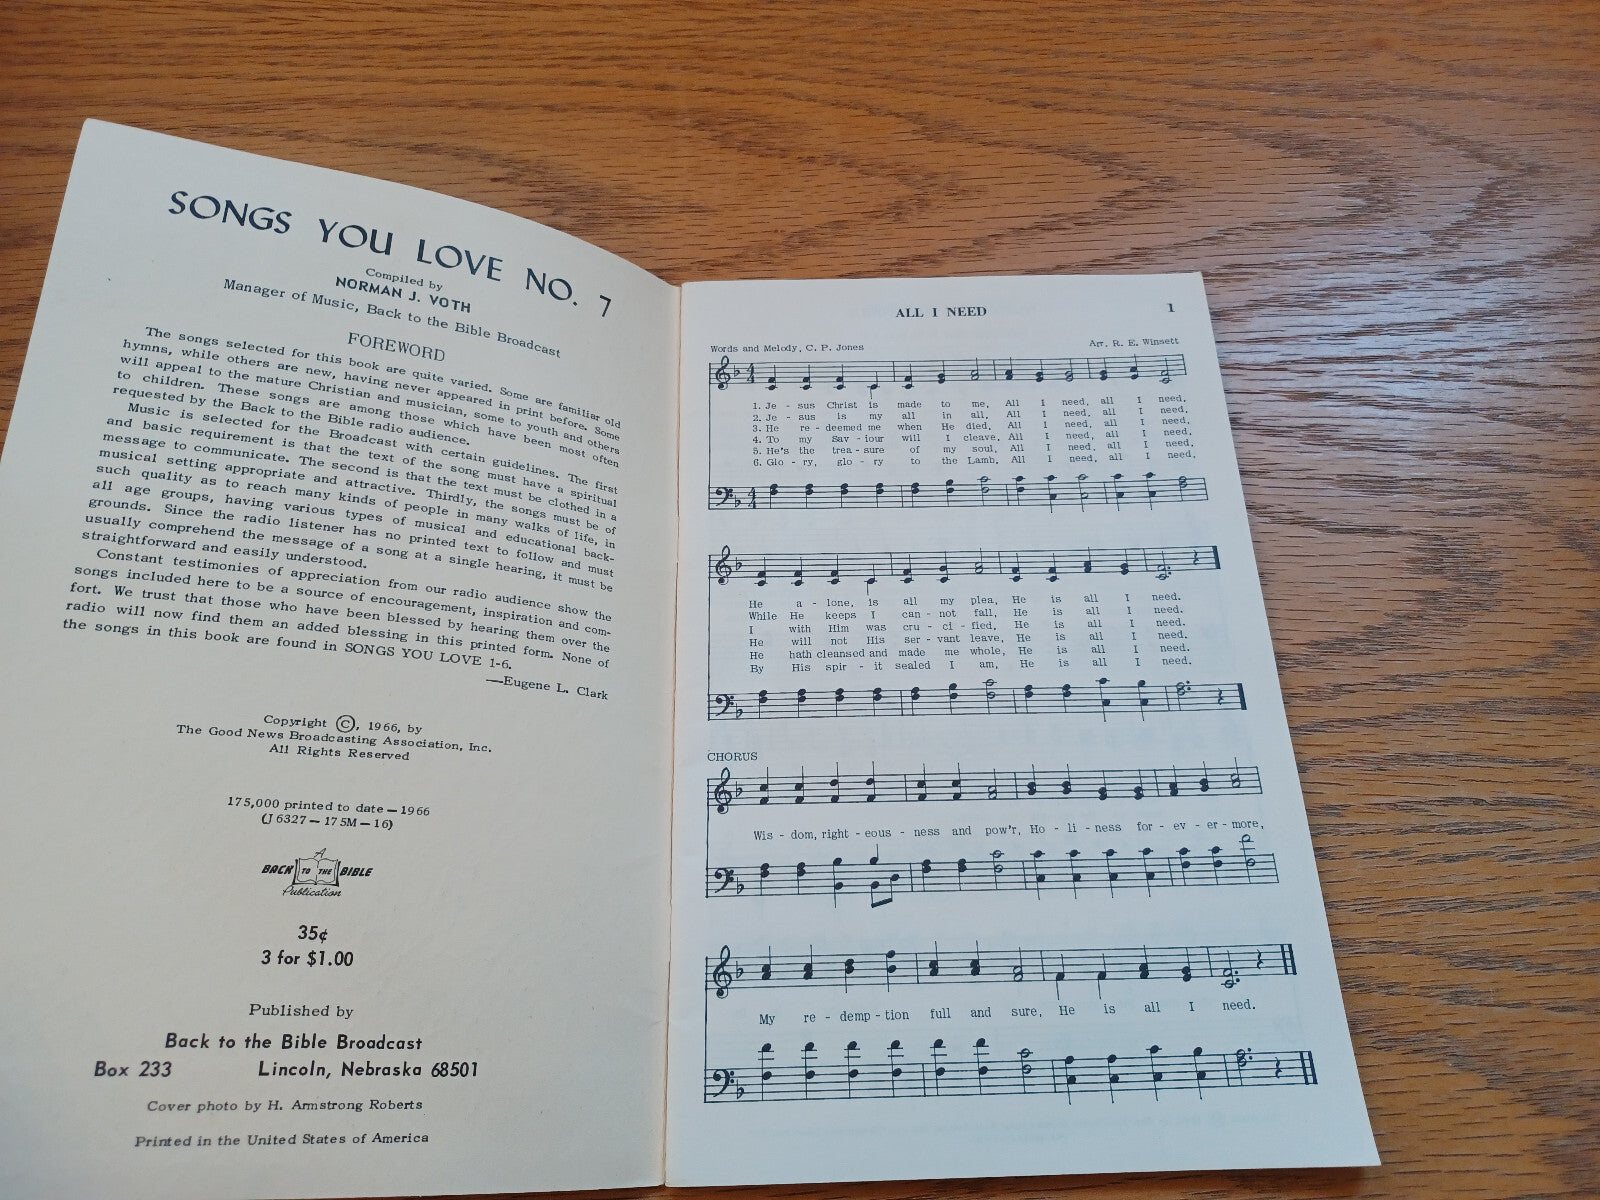 SONGS YOU LOVE NO. 7
Compiled by
NORMAN J. VOTH
Manager of Music, Back to the Bible Broadcast
FOREWORD
The songs selected for this book are quite varied. Some are familiar old
hymns, while others are new, having never appeared in print before. Some
will appeal to the mature Christian and musician, some to youth and others
to children. These songs are among those which have been most often
requested by the Back to the Bible radio audience.
Music is selected for the Broadcast with certain guidelines. The first
and basic requirement is that the text of the song must have a spiritual
message to communicate. The second is that the text must be clothed in a
musical setting appropriate and attractive. Thirdly, the songs must be of
such quality as to reach many kinds of people in many walks of life, in
all age groups, having various types of musical and educational back-
grounds. Since the radio listener has no printed text to follow and must
usually comprehend the message of a song at a single hearing, it must be
straightforward and easily understood.
Constant testimonies of appreciation from our radio audience show the
songs included here to be a source of encouragement, inspiration and com-
fort. We trust that those who have been blessed by hearing them over the
radio will now find them an added blessing in this printed form. None of
the songs in this book are found in SONGS YOU LOVE 1-6.
—Eugene L. Clark
Copyright ©, 1966, by
The Good News Broadcasting Association, Inc.
All Rights Reserved
175,000 printed to date — 1966
(J 6327 — 175M — 16)
A
BACK TO THE BIBLE
Publication
35¢
3 for $1.00
Published by
Back to the Bible Broadcast
Box 233 Lincoln, Nebraska 68501
Cover photo by H. Armstrong Roberts
Printed in the United States of America
ALL I NEED 1
Words and Melody, C. P. Jones Arr. R. E. Winsett
1. Je - sus Christ is made to me, All I need, all I need,
2. Je - sus is my all in all, All I need, all I need,
3. He re - deemed me when He died, All I need, all I need,
4. To my Sav - iour will I cleave, All I need, all I need,
5. He's the trea - sure of my soul, All I need, all I need,
6. Glo - ry, glo - ry to the Lamb, All I need, all I need,
He a - lone, is all my plea, He is all I need.
While He keeps I can - not fall, He is all I need.
I with Him was cru - ci - fied, He is all I need.
He will not His ser - vant leave, He is all I need.
He hath cleansed and made me whole, He is all I need.
By His spir - it sealed I am, He is all I need.
CHORUS
Wis - dom, right - eous - ness and pow'r, Ho - li - ness for - ev - er - more,
My re - demp - tion full and sure, He is all I need.